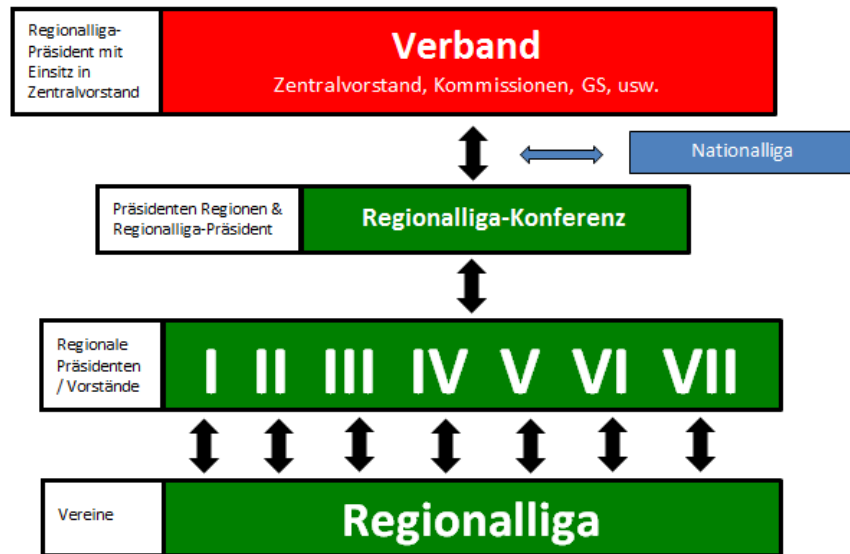 Regionalliga-
Präsident mit
Einsitz in
Zentralvorstand
Verband
Zentralvorstand, Kommissionen, GS, usw.
Nationalliga
Präsidenten Regionen &
Regionalliga-Präsident
Regionalliga-Konferenz
Regionale
Präsidenten
/ Vorstände
I II III IV V VI VII
Vereine
Regionalliga